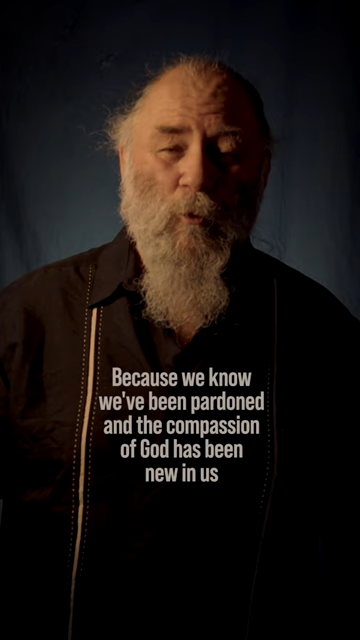 Because we know
we've been pardoned
and the compassion
of God has been
new in us